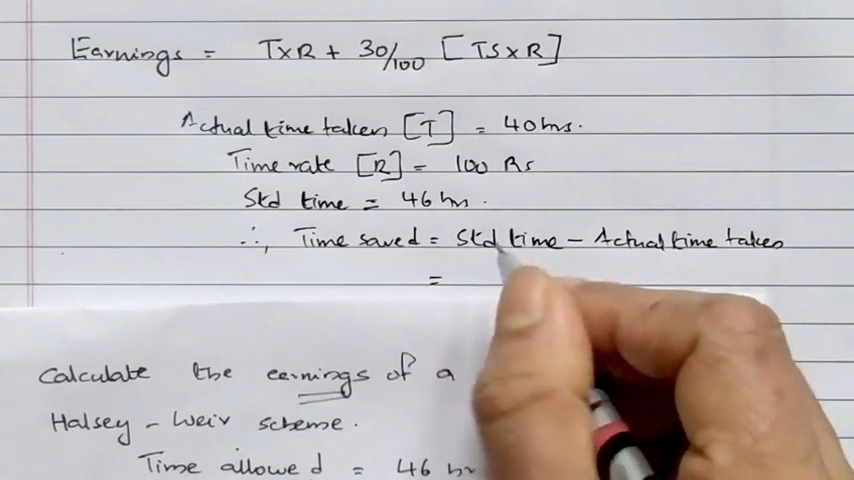 Earnings = T×R + 30/100 [TS×R]
Actual time taken [T] = 40 hrs.
Time rate [R] = 100 Rs
Std time = 46 hrs.
∴, Time saved = Std time - Actual time taken
=
Calculate the earnings of a
Halsey - Weir scheme.
Time allowed = 46 hr